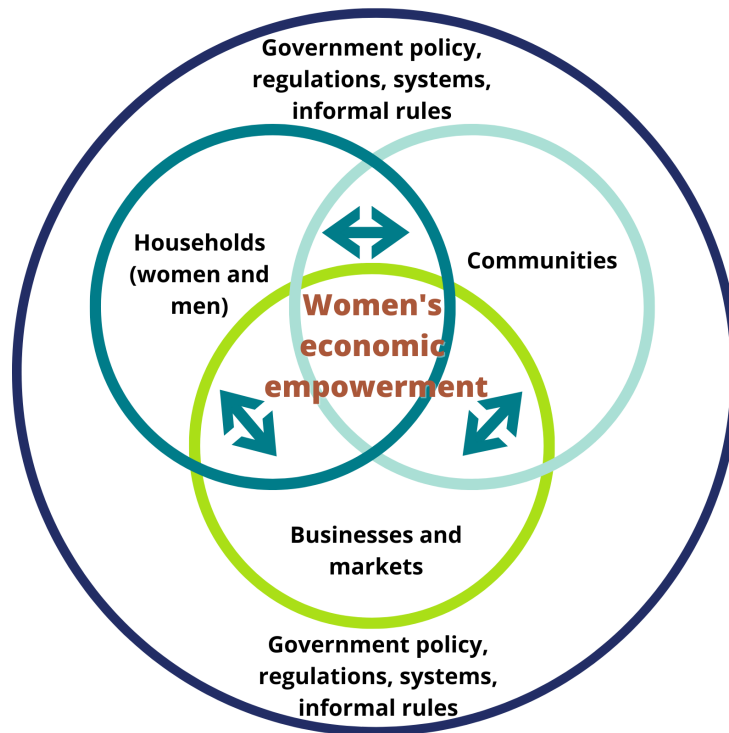 Government policy,
regulations, systems,
informal rules
Households
(women and
men)
Communities
Women's
economic
empowerment
Businesses and
markets
Government policy,
regulations, systems,
informal rules